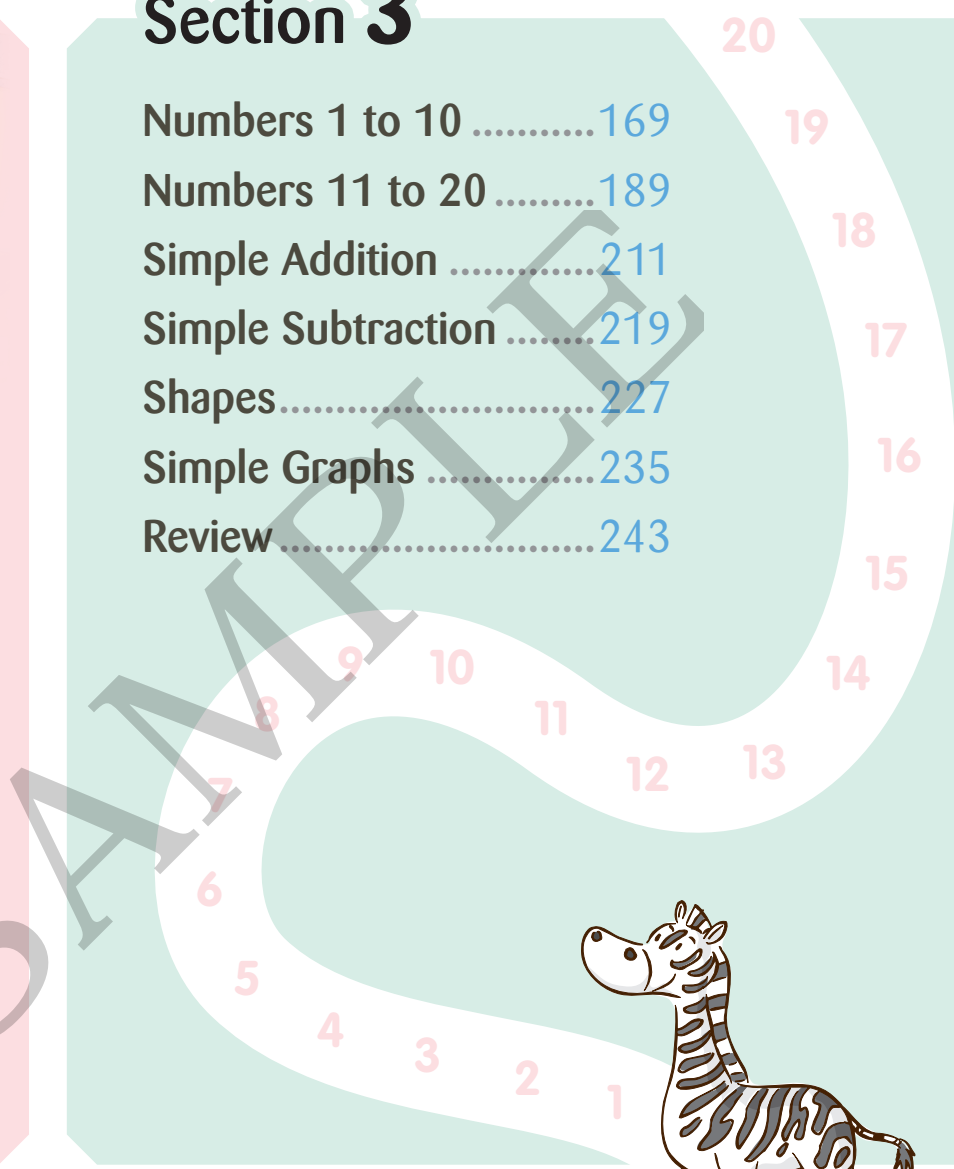 Section 3
Numbers 1 to 10 ...........169
Numbers 11 to 20 .........189
Simple Addition .............211
Simple Subtraction ........219
Shapes............................227
Simple Graphs ...............235
Review............................243
20
19
18
17
16
15
14
13
12
11
10
9
8
7
6
5
4
3
2
1
SAMPLE